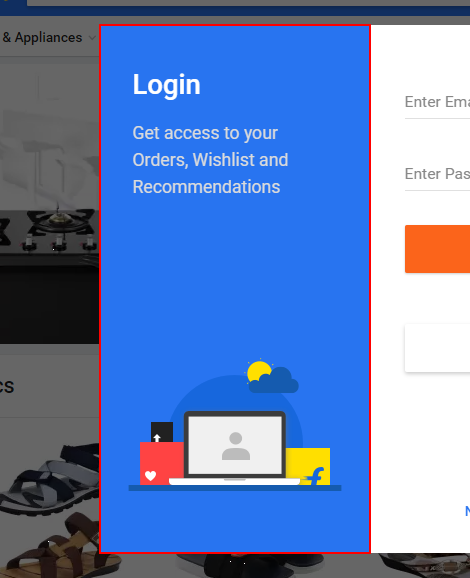 & Appliances
Login
Get access to your
Orders, Wishlist and
Recommendations
Enter Ema
Enter Pas
cs
N